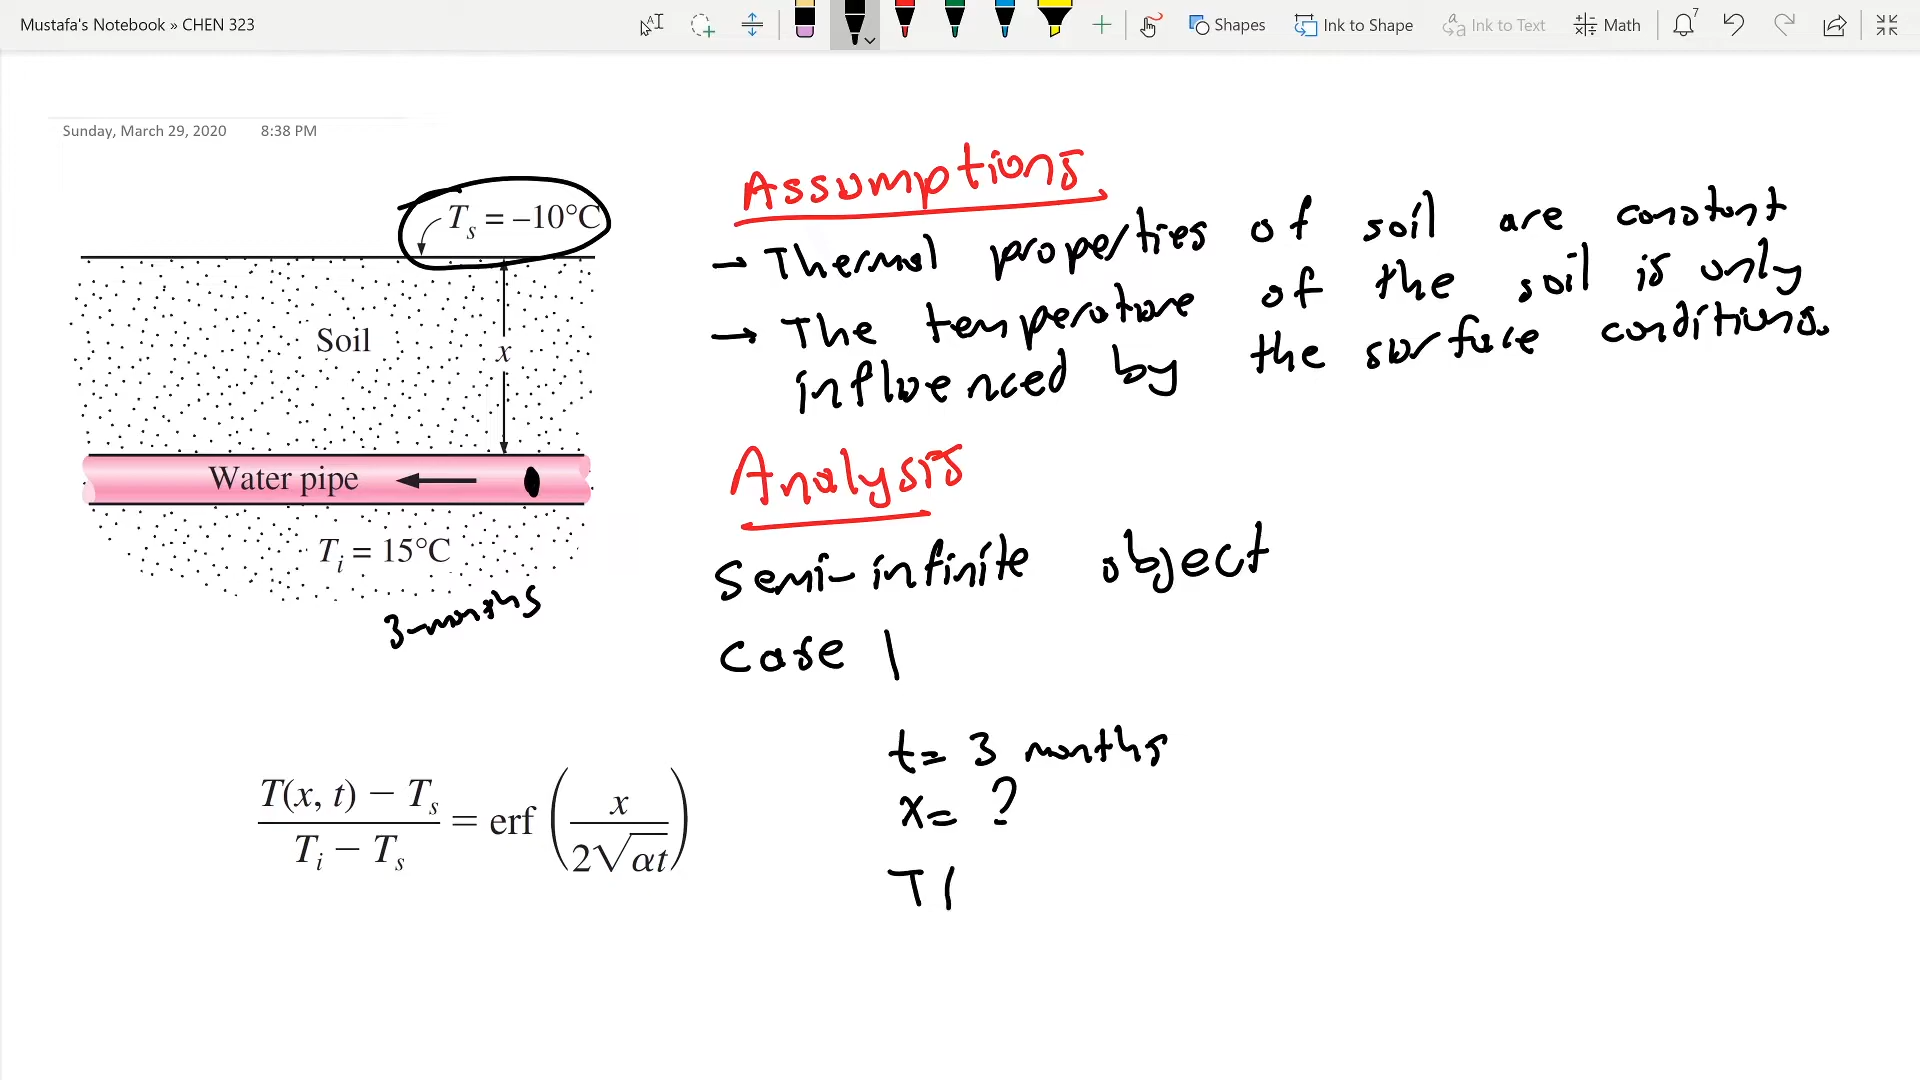 Mustafa's Notebook » CHEN 323
Shapes
Ink to Shape
Ink to Text
Math
7
Sunday, March 29, 2020 8:38 PM
Tₛ = –10°C
Soil
x
Water pipe
Tᵢ = 15°C
3-months
T(x, t) − Tₛ
Tᵢ − Tₛ
= erf ( x / 2√αt )
Assumptions
→ Thermal properties of soil are constant
→ The temperature of the soil is only
influenced by the surface conditions.
Analysis
Semi-infinite object
Case 1
t = 3 months
x = ?
T (